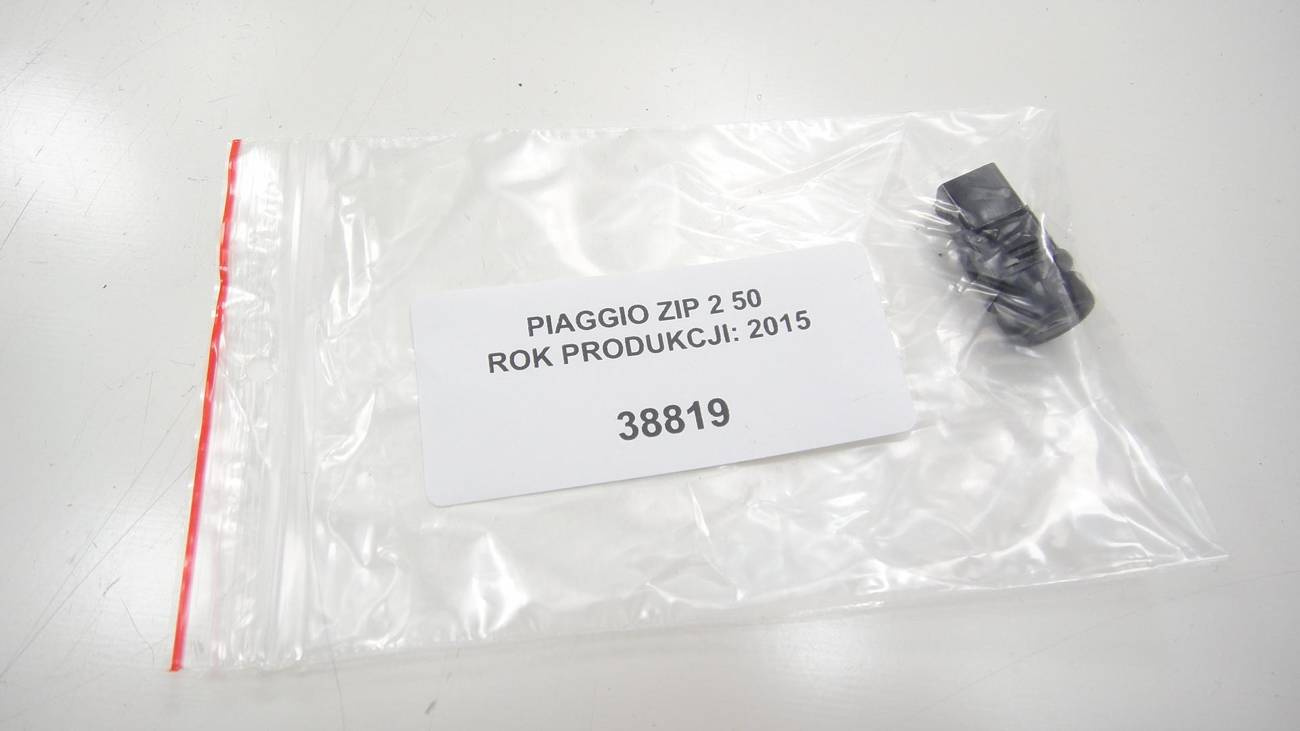 PIAGGIO ZIP 2 50
ROK PRODUKCJI: 2015
38819